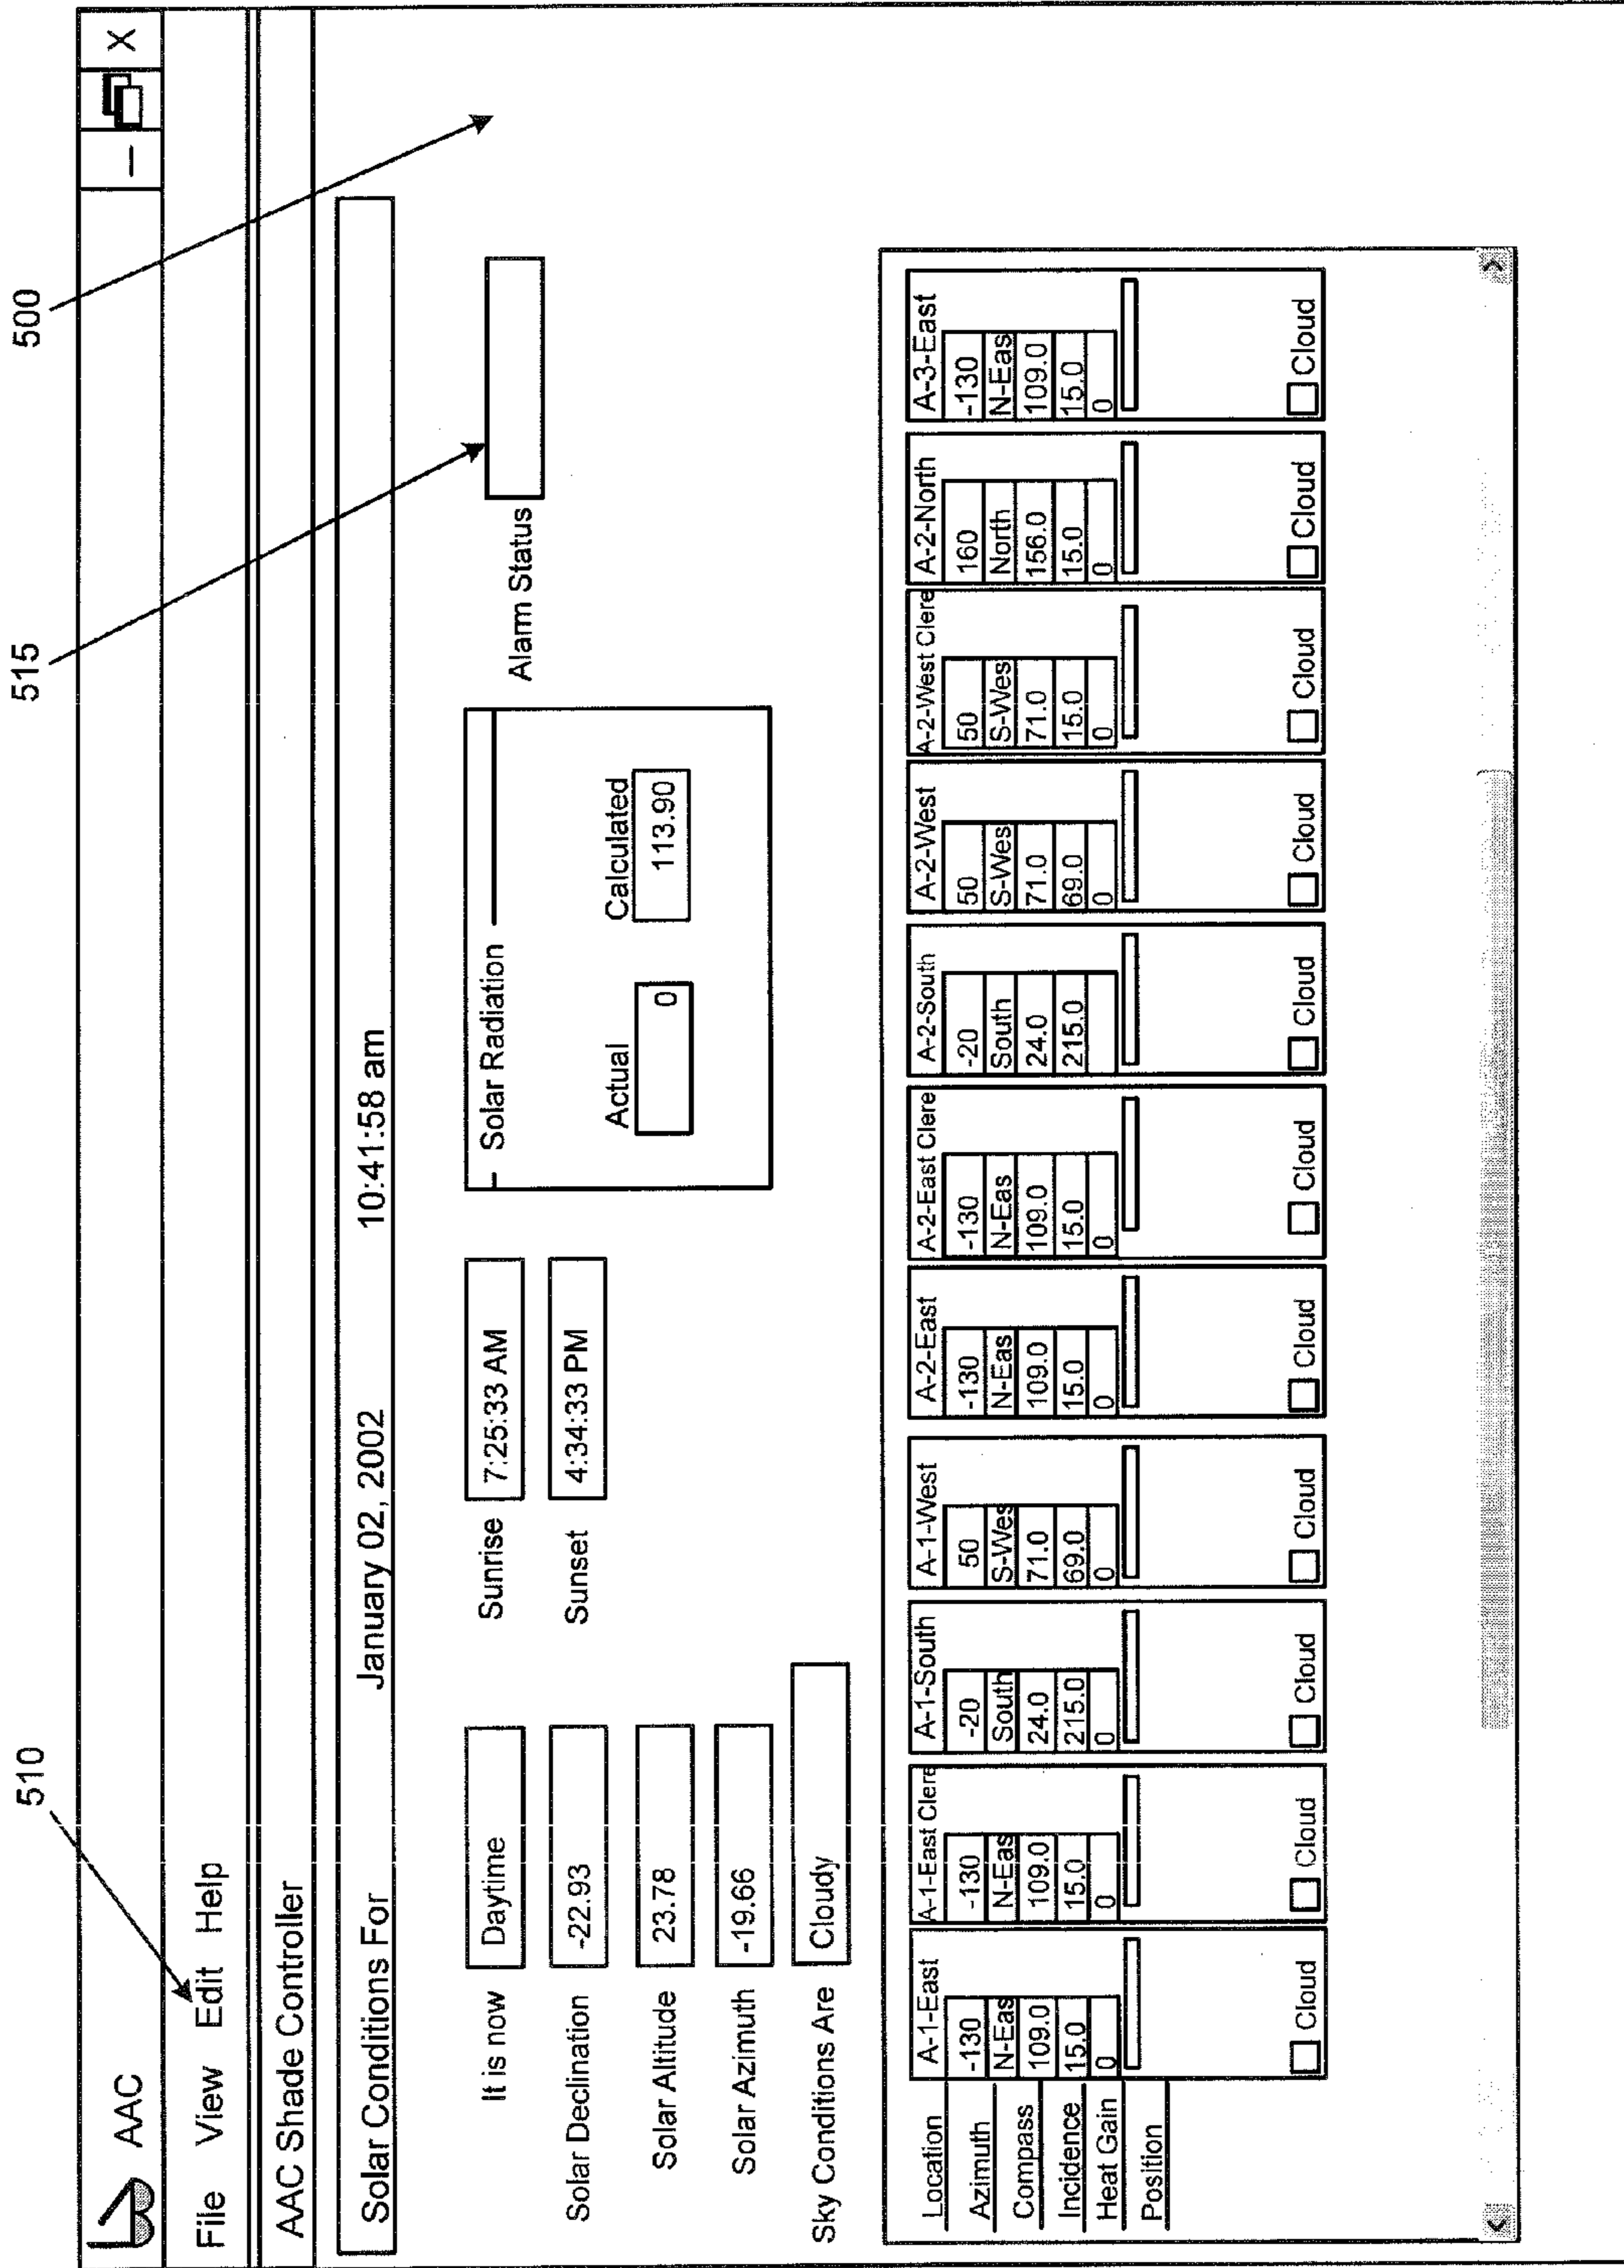 510
515
500
AAC
– X
File View Edit Help
AAC Shade Controller
Solar Conditions For January 02, 2002 10:41:58 am
It is now Daytime
Solar Declination -22.93
Solar Altitude 23.78
Solar Azimuth -19.66
Sky Conditions Are Cloudy
Sunrise 7:25:33 AM
Sunset 4:34:33 PM
Solar Radiation
Actual Calculated
0 113.90
Alarm Status
Location A-1-East A-1-East Clere A-1-South A-1-West A-2-East A-2-East Clere A-2-South A-2-West A-2-West Clere A-2-North A-3-East
Azimuth -130 -130 -20 50 -130 -130 -20 50 50 160 -130
Compass N-Eas N-Eas South S-Wes N-Eas N-Eas South S-Wes S-Wes North N-Eas
Incidence 109.0 109.0 24.0 71.0 109.0 109.0 24.0 71.0 71.0 156.0 109.0
Heat Gain 15.0 15.0 215.0 69.0 15.0 15.0 215.0 69.0 15.0 15.0 15.0
Position 0 0 0 0 0 0 0 0 0 0
Cloud Cloud Cloud Cloud Cloud Cloud Cloud Cloud Cloud Cloud Cloud